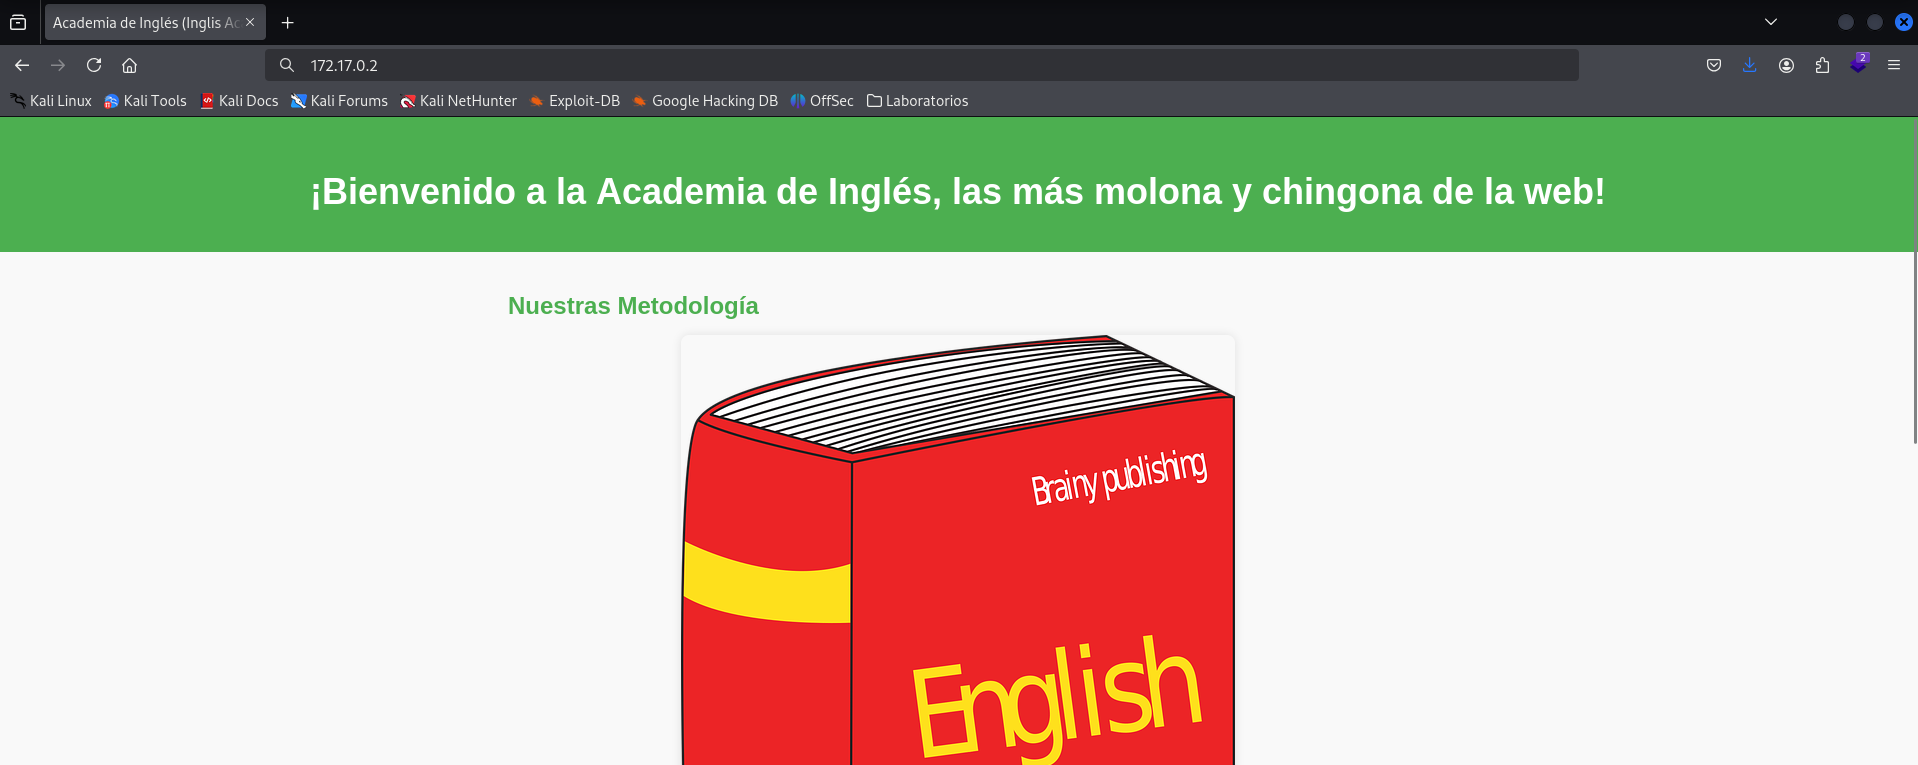 Academia de Inglés (Inglis Ac
172.17.0.2
2
Kali Linux Kali Tools Kali Docs Kali Forums Kali NetHunter Exploit-DB Google Hacking DB OffSec Laboratorios
¡Bienvenido a la Academia de Inglés, las más molona y chingona de la web!
Nuestras Metodología
Brainy publishing
English